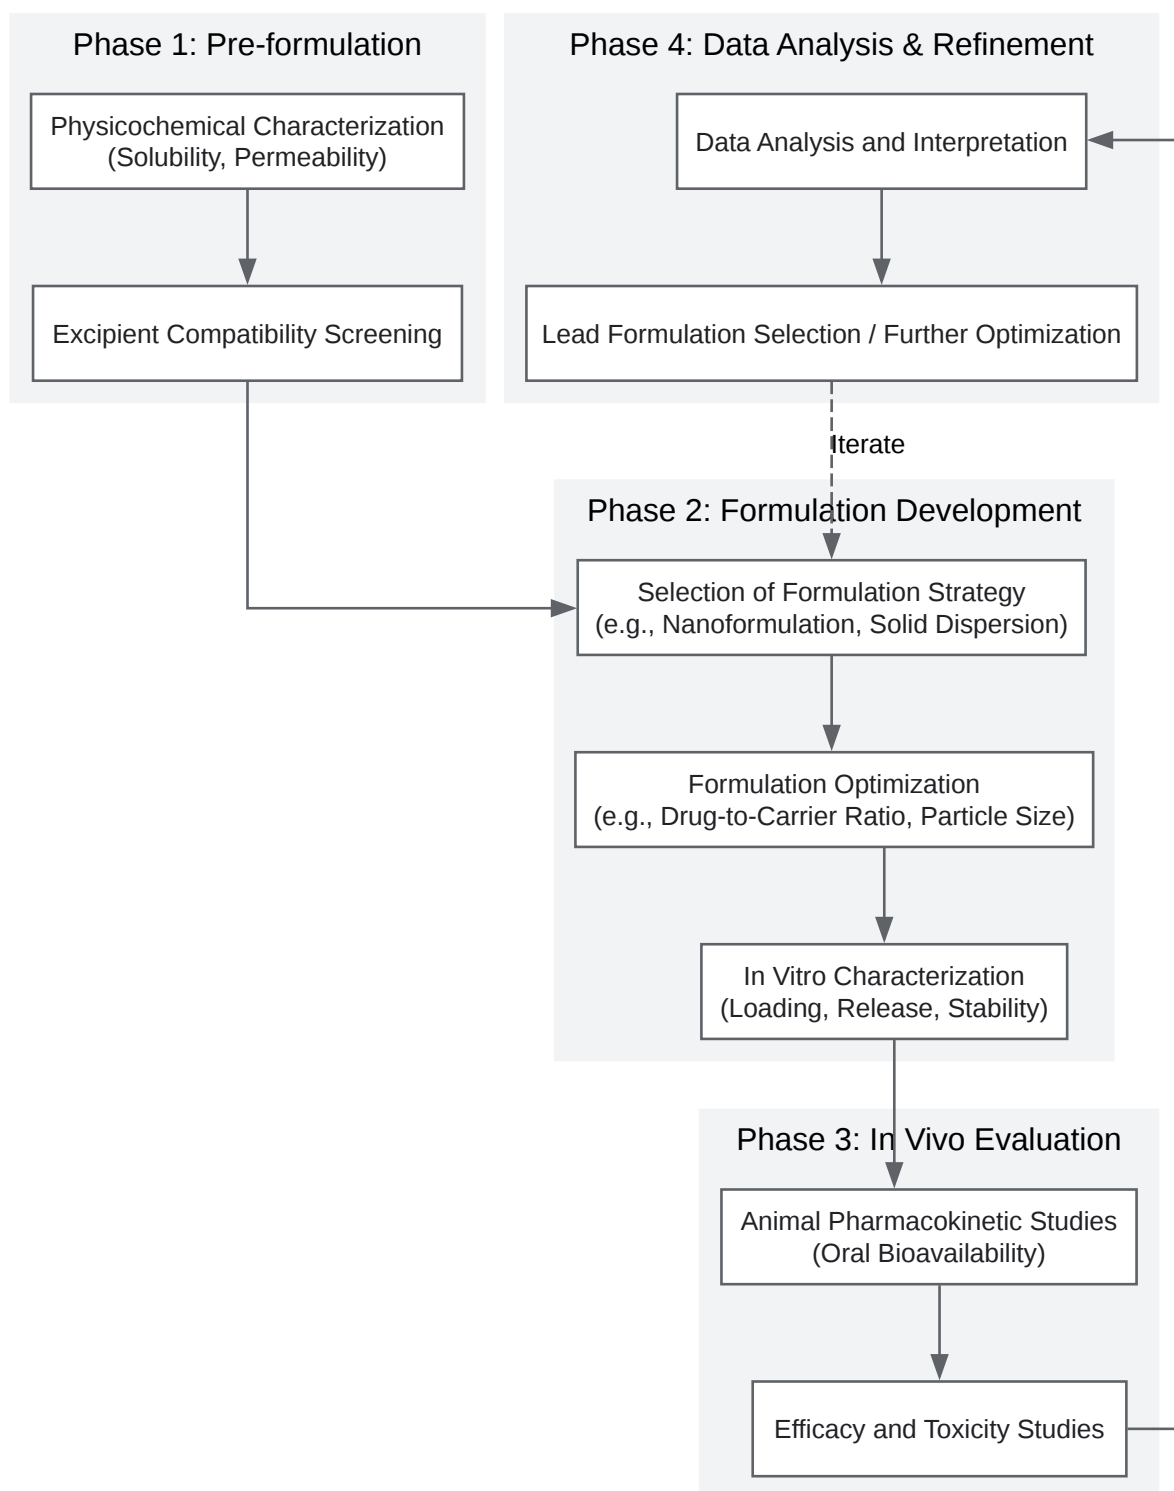 Phase 1: Pre-formulation
Physicochemical Characterization
(Solubility, Permeability)
Excipient Compatibility Screening
Phase 4: Data Analysis & Refinement
Data Analysis and Interpretation
Lead Formulation Selection / Further Optimization
Iterate
Phase 2: Formulation Development
Selection of Formulation Strategy
(e.g., Nanoformulation, Solid Dispersion)
Formulation Optimization
(e.g., Drug-to-Carrier Ratio, Particle Size)
In Vitro Characterization
(Loading, Release, Stability)
Phase 3: In Vivo Evaluation
Animal Pharmacokinetic Studies
(Oral Bioavailability)
Efficacy and Toxicity Studies